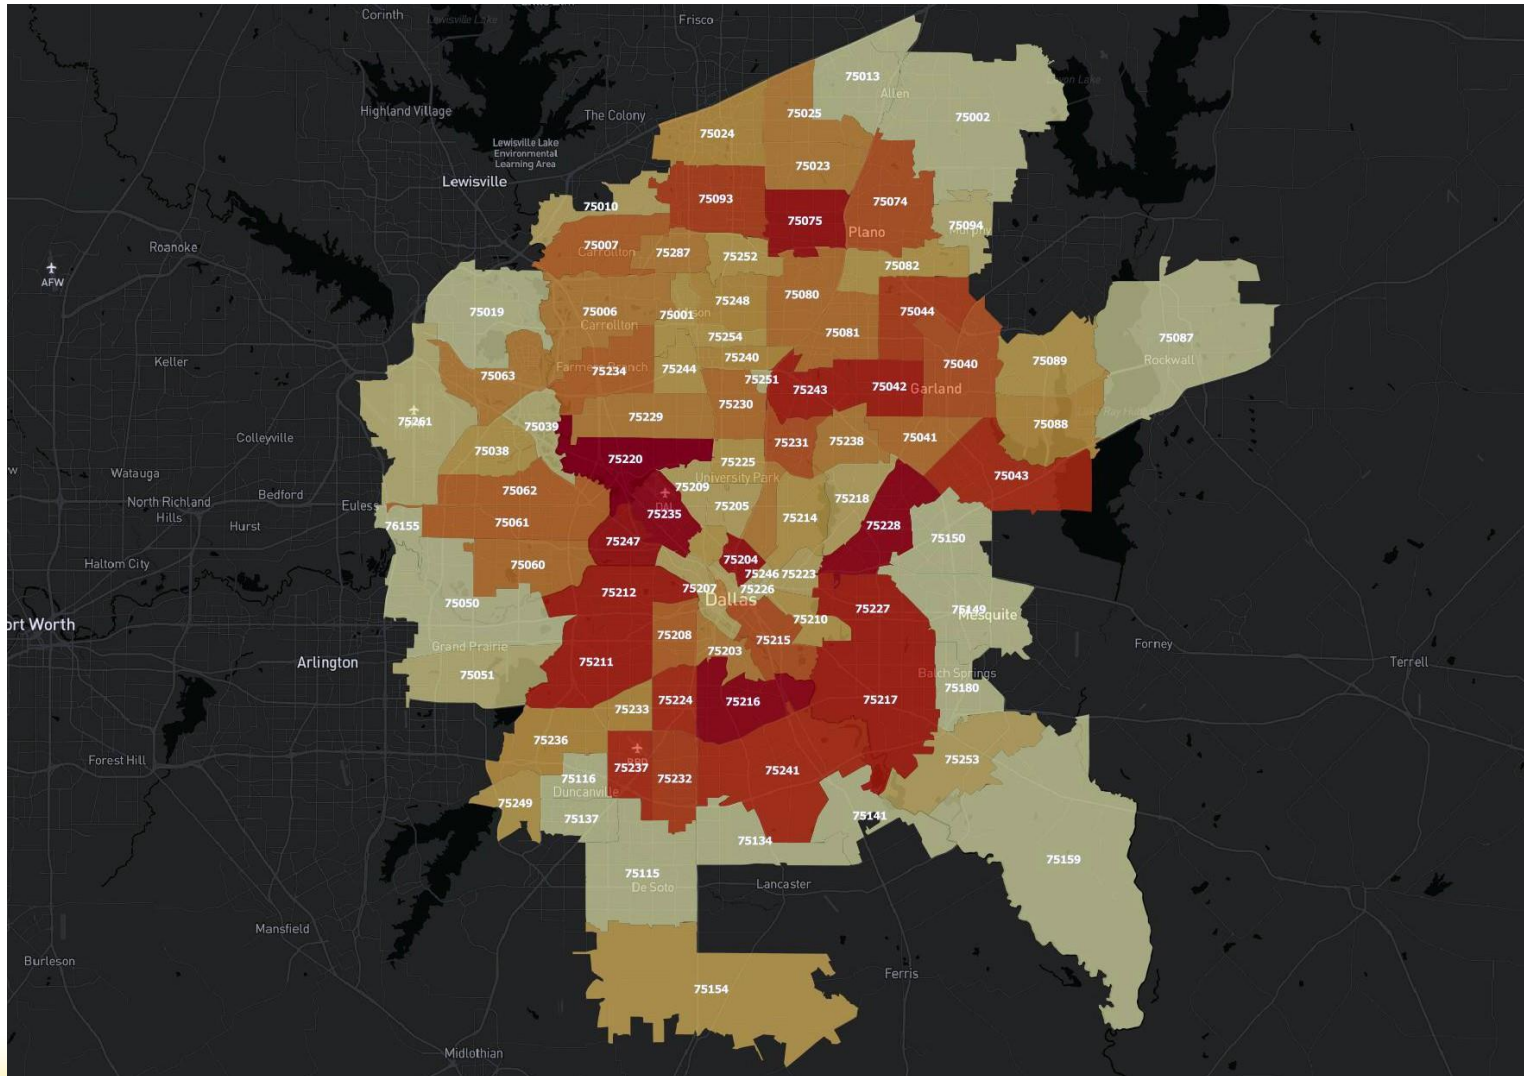 Corinth
Frisco
75013
Allen
Highland Village
The Colony
75025
75002
75024
Lewisville Lake
Environmental
Learning Area
75023
Lewisville
75093
75074
75010
75075
75094
Plano
Roanoke
75007
Carrollton
75287
75252
75082
AFW
75080
75248
75019
75006
75001
75044
Carrollton
75081
75254
75087
Rockwall
Keller
75240
75089
75234
75244
75040
75063
75251
75243
75042
Garland
75230
75261
75229
75039
75088
Colleyville
75041
75231
75238
75038
75220
75225
Watauga
University Park
75043
75062
75209
75218
Bedford
North Richland
Hills
Euless
75205
DAL
75235
75214
Hurst
76155
75061
75228
75150
75247
75204
Haltom City
75060
75246
75223
75207
75226
75212
Dallas
75050
75227
75149
Mesquite
75210
ort Worth
75208
75215
Forney
Grand Prairie
75203
Arlington
75211
Terrell
75051
Balch Springs
75180
75224
75216
75217
75233
75236
Forest Hill
75253
75237
75232
75241
75116
Duncanville
75249
75137
75141
75134
75159
75115
De Soto
Lancaster
Mansfield
Burleson
Ferris
75154
Midlothian